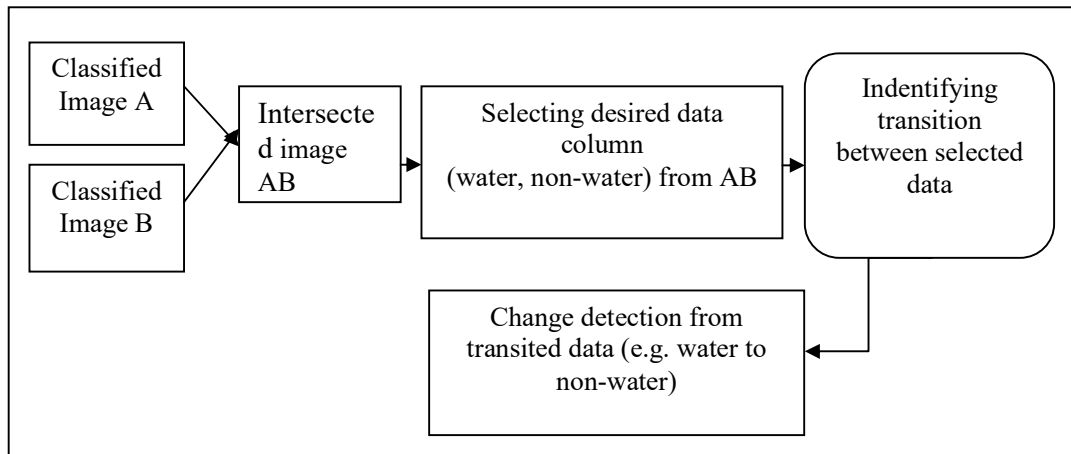 Classified
Image A
Classified
Image B
Intersecte
d image
AB
Selecting desired data
column
(water, non-water) from AB
Indentifying
transition
between selected
data
Change detection from
transited data (e.g. water to
non-water)